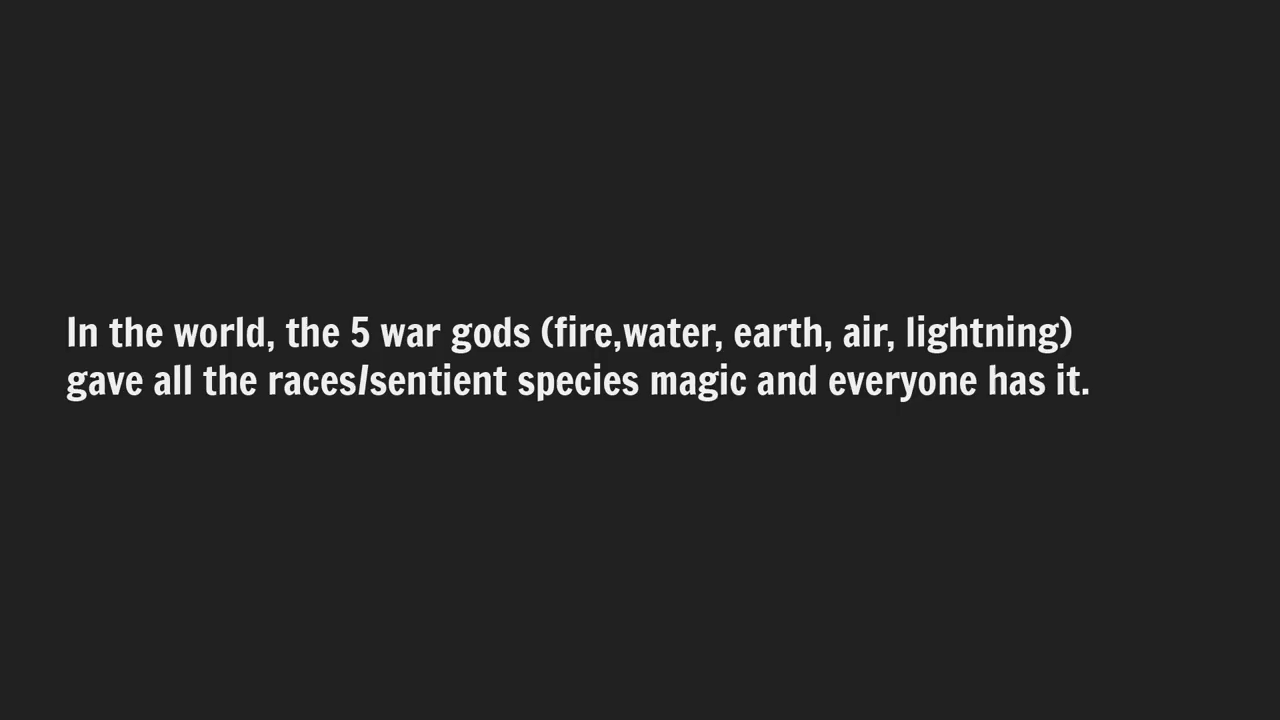 In the world, the 5 war gods (fire,water, earth, air, lightning)
gave all the races/sentient species magic and everyone has it.